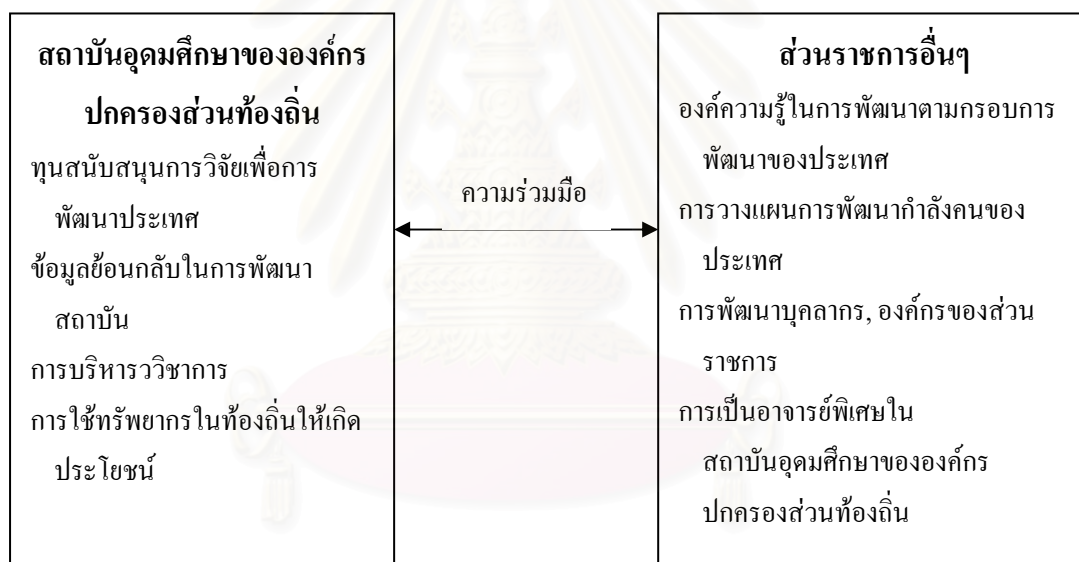 สถาบันอุดมศึกษาขององค์กร
ปกครองส่วนท้องถิ่น
ทุนสนับสนุนการวิจัยเพื่อการ
พัฒนาประเทศ
ข้อมูลย้อนกลับในการพัฒนา
สถาบัน
การบริหารววิชาการ
การใช้ทรัพยากรในท้องถิ่นให้เกิด
ประโยชน์
ความร่วมมือ
ส่วนราชการอื่นๆ
องค์ความรู้ในการพัฒนาตามกรอบการ
พัฒนาของประเทศ
การวางแผนการพัฒนากำลังคนของ
ประเทศ
การพัฒนาบุคลากร, องค์กรของส่วน
ราชการ
การเป็นอาจารย์พิเศษใน
สถาบันอุดมศึกษาขององค์กร
ปกครองส่วนท้องถิ่น